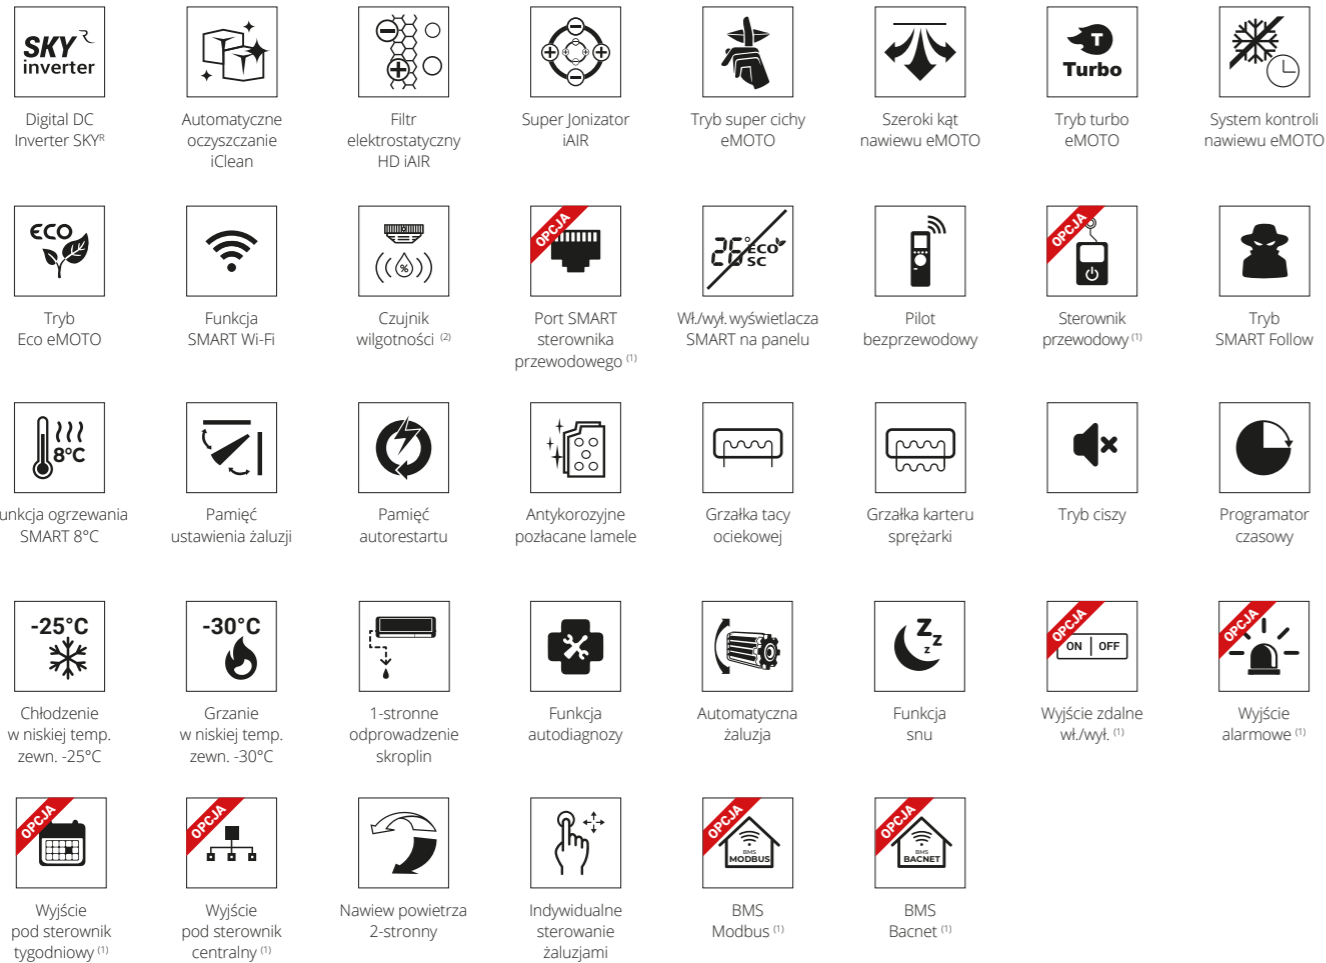 SKY R
inverter
Digital DC
Inverter SKYᴿ
Automatyczne
oczyszczanie
iClean
Filtr
elektrostatyczny
HD iAIR
Super Jonizator
iAIR
Tryb super cichy
eMOTO
Szeroki kąt
nawiewu eMOTO
T
Turbo
Tryb turbo
eMOTO
System kontroli
nawiewu eMOTO
ECO
Tryb
Eco eMOTO
Funkcja
SMART Wi-Fi
%
Czujnik
wilgotności (2)
OPCJA
Port SMART
sterownika
przewodowego (1)
26° ECO
SC
Wł./wył. wyświetlacza
SMART na panelu
Pilot
bezprzewodowy
OPCJA
Sterownik
przewodowy (1)
Tryb
SMART Follow
8°C
unkcja ogrzewania
SMART 8°C
Pamięć
ustawienia żaluzji
Pamięć
autorestartu
Antykorozyjne
pozłacane lamele
Grzałka tacy
ociekowej
Grzałka karteru
sprężarki
Tryb ciszy
Programator
czasowy
-25°C
Chłodzenie
w niskiej temp.
zewn. -25°C
-30°C
Grzanie
w niskiej temp.
zewn. -30°C
1-stronne
odprowadzenie
skroplin
Funkcja
autodiagnozy
Automatyczna
żaluzja
Z z z
Funkcja
snu
OPCJA
ON | OFF
Wyjście zdalne
wł./wył. (1)
OPCJA
Wyjście
alarmowe (1)
OPCJA
Wyjście
pod sterownik
tygodniowy (1)
OPCJA
Wyjście
pod sterownik
centralny (1)
Nawiew powietrza
2-stronny
Indywidualne
sterowanie
żaluzjami
OPCJA
BMS
MODBUS
BMS
Modbus (1)
OPCJA
BMS
BACNET
BMS
Bacnet (1)